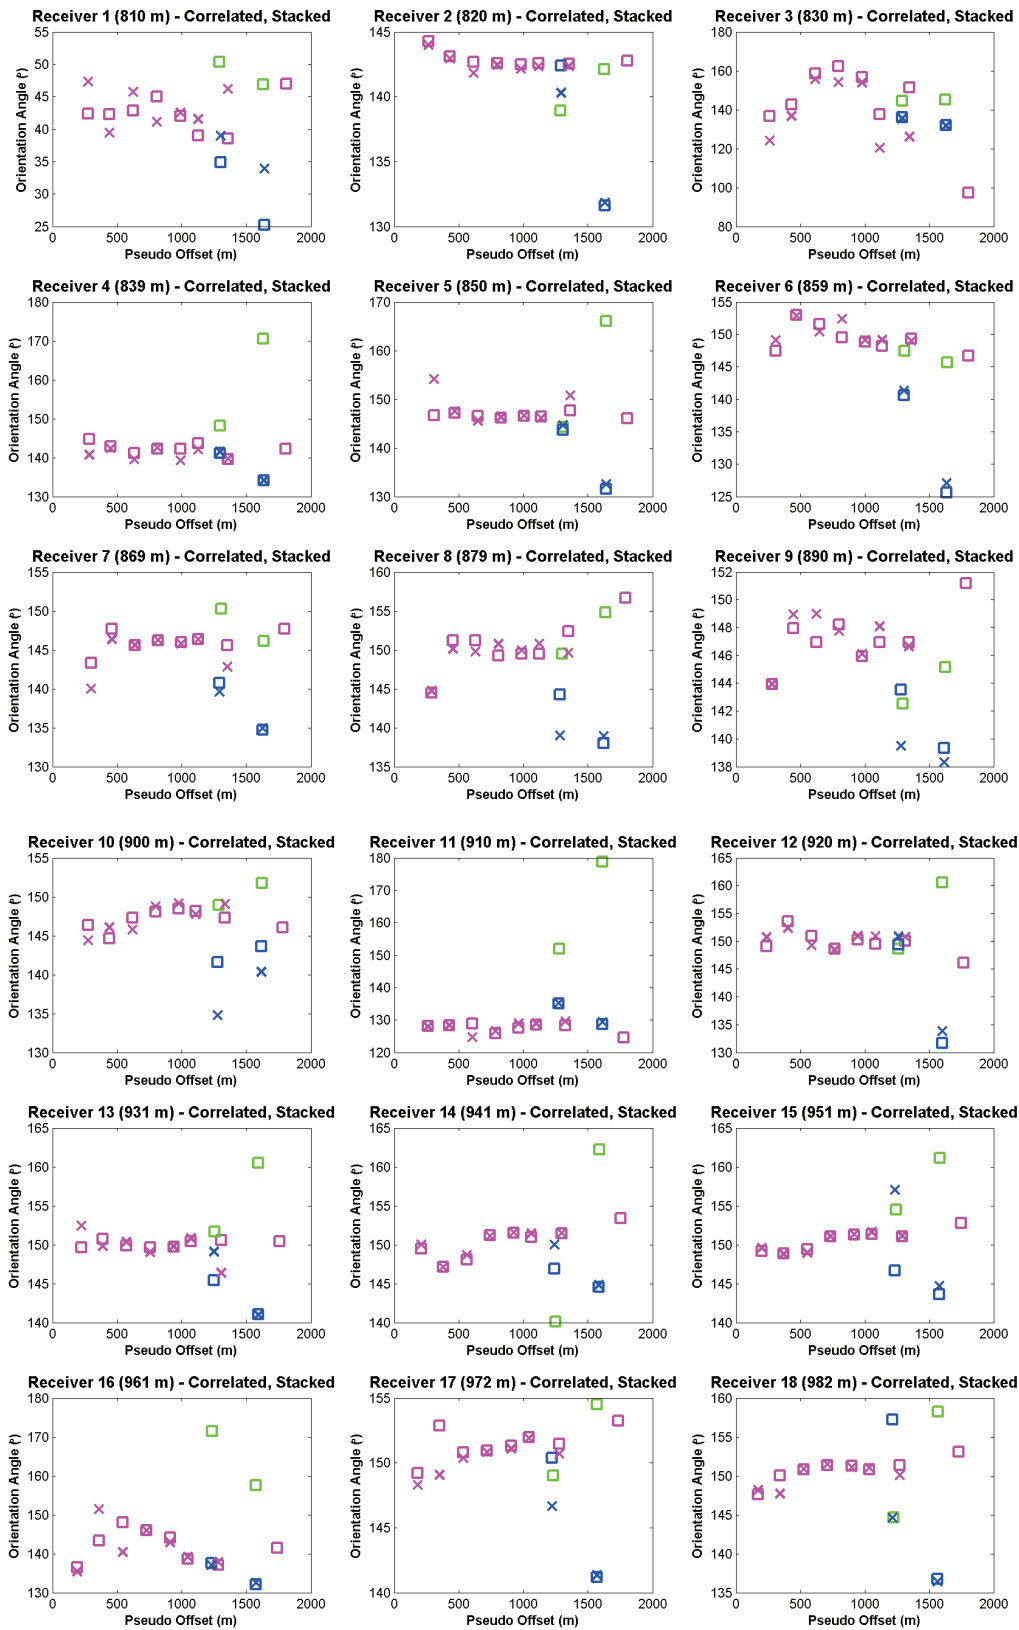 Receiver 1 (810 m) - Correlated, Stacked
Orientation Angle (°)
55
50
45
40
35
30
25
0 500 1000 1500 2000
Pseudo Offset (m)
Receiver 2 (820 m) - Correlated, Stacked
Orientation Angle (°)
145
140
135
130
0 500 1000 1500 2000
Pseudo Offset (m)
Receiver 3 (830 m) - Correlated, Stacked
Orientation Angle (°)
180
160
140
120
100
80
0 500 1000 1500 2000
Pseudo Offset (m)
Receiver 4 (839 m) - Correlated, Stacked
Orientation Angle (°)
180
170
160
150
140
130
0 500 1000 1500 2000
Pseudo Offset (m)
Receiver 5 (850 m) - Correlated, Stacked
Orientation Angle (°)
170
160
150
140
130
0 500 1000 1500 2000
Pseudo Offset (m)
Receiver 6 (859 m) - Correlated, Stacked
Orientation Angle (°)
155
150
145
140
135
130
125
0 500 1000 1500 2000
Pseudo Offset (m)
Receiver 7 (869 m) - Correlated, Stacked
Orientation Angle (°)
155
150
145
140
135
130
0 500 1000 1500 2000
Pseudo Offset (m)
Receiver 8 (879 m) - Correlated, Stacked
Orientation Angle (°)
160
155
150
145
140
135
0 500 1000 1500 2000
Pseudo Offset (m)
Receiver 9 (890 m) - Correlated, Stacked
Orientation Angle (°)
152
150
148
146
144
142
140
138
0 500 1000 1500 2000
Pseudo Offset (m)
Receiver 10 (900 m) - Correlated, Stacked
Orientation Angle (°)
155
150
145
140
135
130
0 500 1000 1500 2000
Pseudo Offset (m)
Receiver 11 (910 m) - Correlated, Stacked
Orientation Angle (°)
180
170
160
150
140
130
120
0 500 1000 1500 2000
Pseudo Offset (m)
Receiver 12 (920 m) - Correlated, Stacked
Orientation Angle (°)
165
160
155
150
145
140
135
130
0 500 1000 1500 2000
Pseudo Offset (m)
Receiver 13 (931 m) - Correlated, Stacked
Orientation Angle (°)
165
160
155
150
145
140
0 500 1000 1500 2000
Pseudo Offset (m)
Receiver 14 (941 m) - Correlated, Stacked
Orientation Angle (°)
165
160
155
150
145
140
0 500 1000 1500 2000
Pseudo Offset (m)
Receiver 15 (951 m) - Correlated, Stacked
Orientation Angle (°)
165
160
155
150
145
140
0 500 1000 1500 2000
Pseudo Offset (m)
Receiver 16 (961 m) - Correlated, Stacked
Orientation Angle (°)
180
170
160
150
140
130
0 500 1000 1500 2000
Pseudo Offset (m)
Receiver 17 (972 m) - Correlated, Stacked
Orientation Angle (°)
155
150
145
140
0 500 1000 1500 2000
Pseudo Offset (m)
Receiver 18 (982 m) - Correlated, Stacked
Orientation Angle (°)
160
155
150
145
140
135
0 500 1000 1500 2000
Pseudo Offset (m)